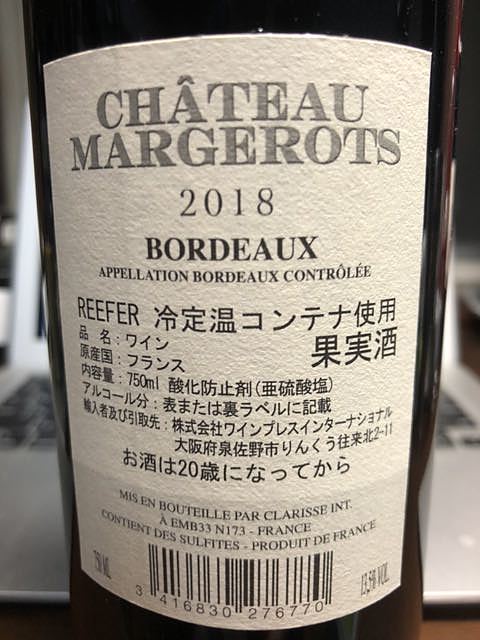 CHÂTEAU
MARGEROTS
2018
BORDEAUX
APPELLATION BORDEAUX CONTRÔLÉE
REEFER 冷定温コンテナ使用
品 名：ワイン
果実酒
原産国：フランス
内容量：750ml 酸化防止剤(亜硫酸塩)
アルコール分：表または裏ラベルに記載
輸入者及び引取先：株式会社ワインプレスインターナショナル
大阪府泉佐野市りんくう往来北2-11
お酒は20歳になってから
MIS EN BOUTEILLE PAR CLARISSE INT.
À EMB33 N173 - FRANCE
CONTIENT DES SULFITES - PRODUIT DE FRANCE
750 ML
13,5% VOL.
3 416830 276770